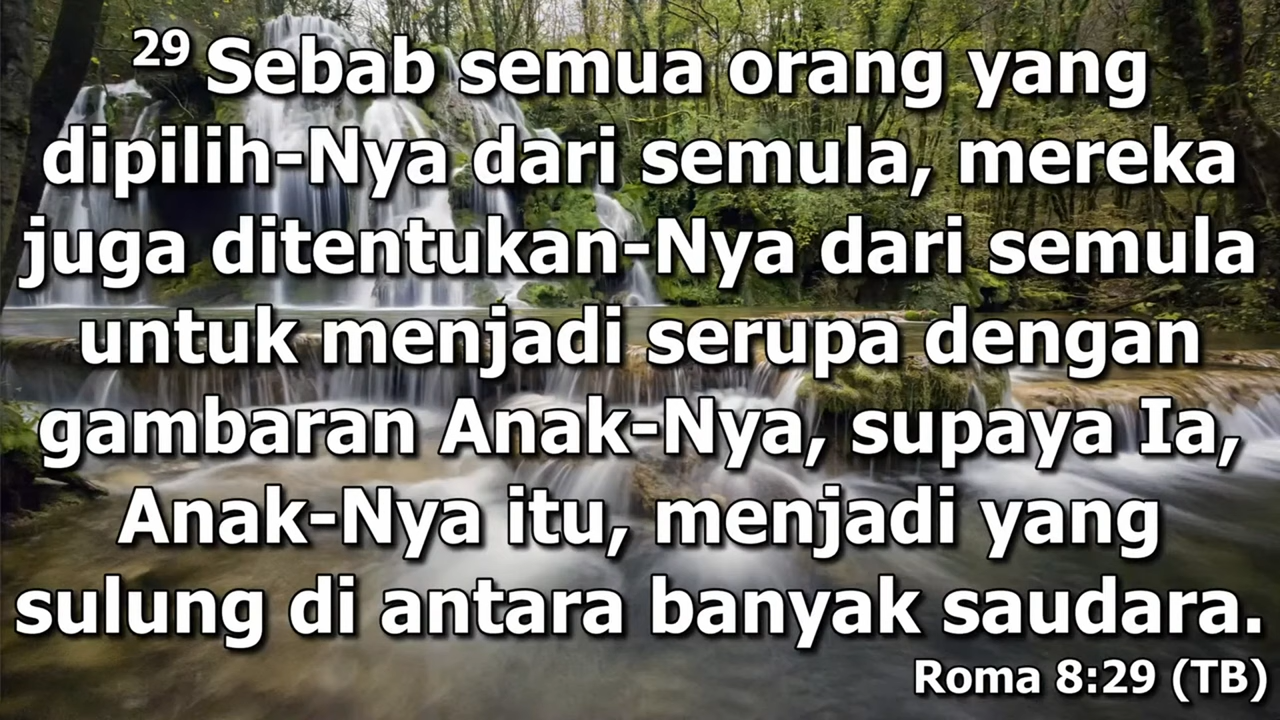 29 Sebab semua orang yang
dipilih-Nya dari semula, mereka
juga ditentukan-Nya dari semula
untuk menjadi serupa dengan
gambaran Anak-Nya, supaya Ia,
Anak-Nya itu, menjadi yang
sulung di antara banyak saudara.
Roma 8:29 (TB)